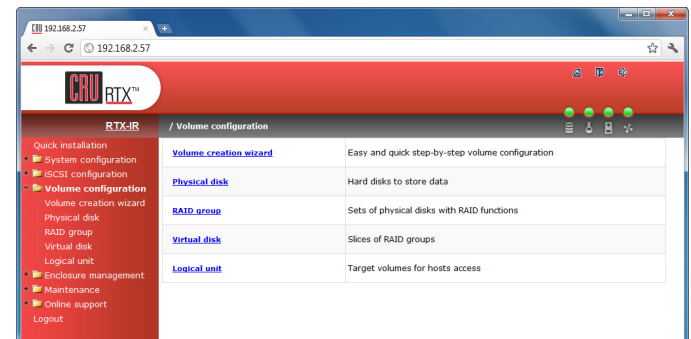 CRU 192.168.2.57
192.168.2.57
CRU RTX™
RTX-IR
/ Volume configuration
Quick installation
System configuration
iSCSI configuration
Volume configuration
Volume creation wizard
Physical disk
RAID group
Virtual disk
Logical unit
Enclosure management
Maintenance
Online support
Logout
Volume creation wizard Easy and quick step-by-step volume configuration
Physical disk Hard disks to store data
RAID group Sets of physical disks with RAID functions
Virtual disk Slices of RAID groups
Logical unit Target volumes for hosts access